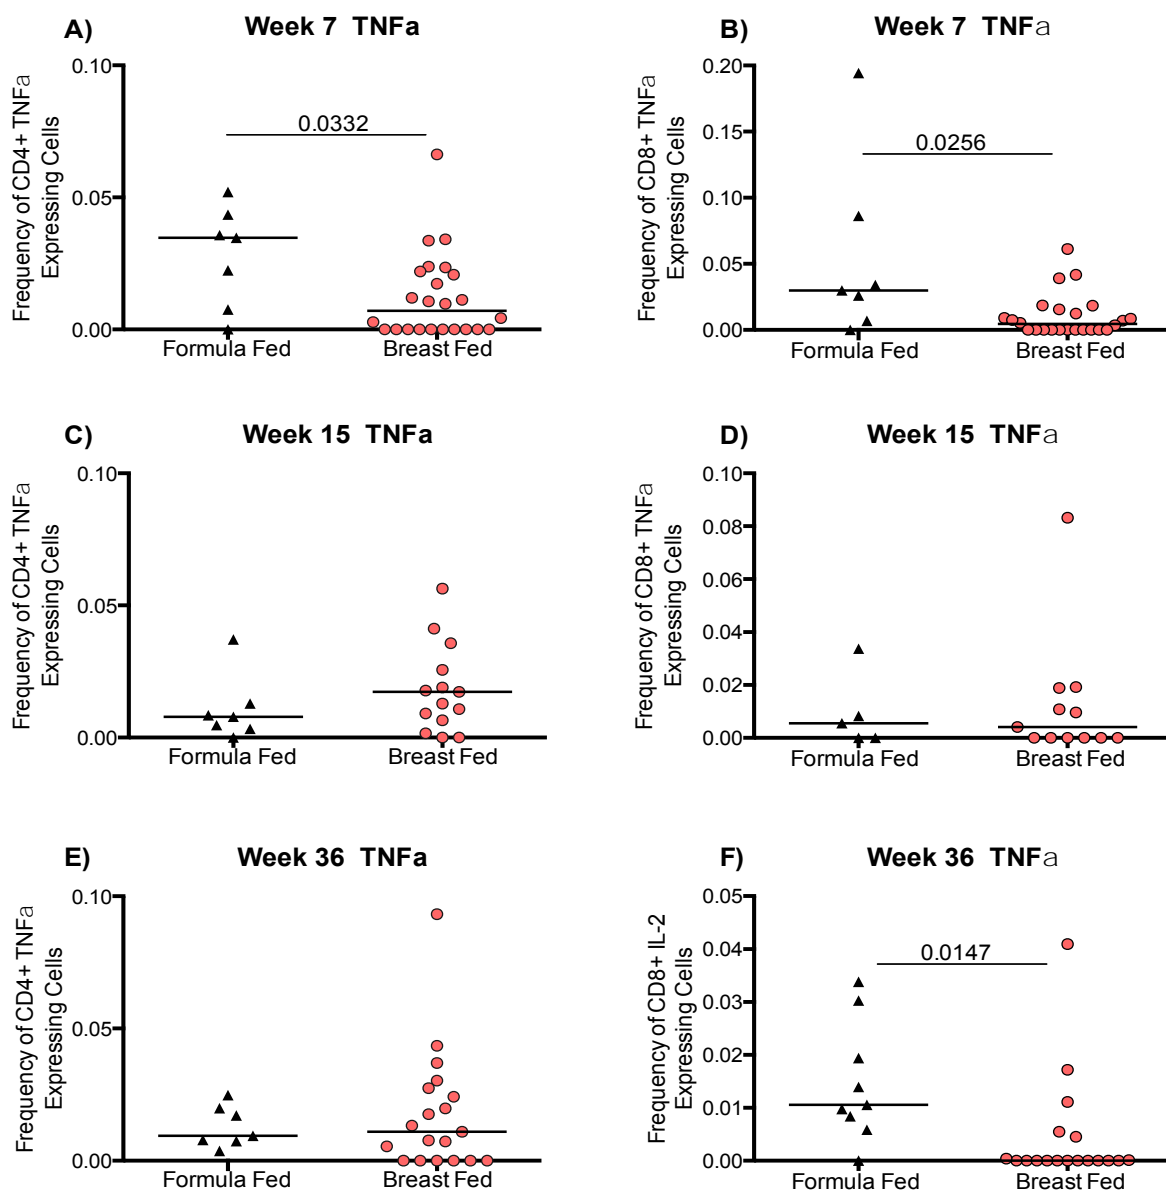 A)
Week 7 TNFa
0.10
0.05
0.00
Frequency of CD4+ TNFa
Expressing Cells
0.0332
Formula Fed
Breast Fed
B)
Week 7 TNFa
0.20
0.15
0.10
0.05
0.00
Frequency of CD8+ TNFa
Expressing Cells
0.0256
Formula Fed
Breast Fed
C)
Week 15 TNFa
0.10
0.05
0.00
Frequency of CD4+ TNFa
Expressing Cells
Formula Fed
Breast Fed
D)
Week 15 TNFa
0.10
0.08
0.06
0.04
0.02
0.00
Frequency of CD8+ TNFa
Expressing Cells
Formula Fed
Breast Fed
E)
Week 36 TNFa
0.10
0.05
0.00
Frequency of CD4+ TNFa
Expressing Cells
Formula Fed
Breast Fed
F)
Week 36 TNFa
0.05
0.04
0.03
0.02
0.01
0.00
Frequency of CD8+ IL-2
Expressing Cells
0.0147
Formula Fed
Breast Fed